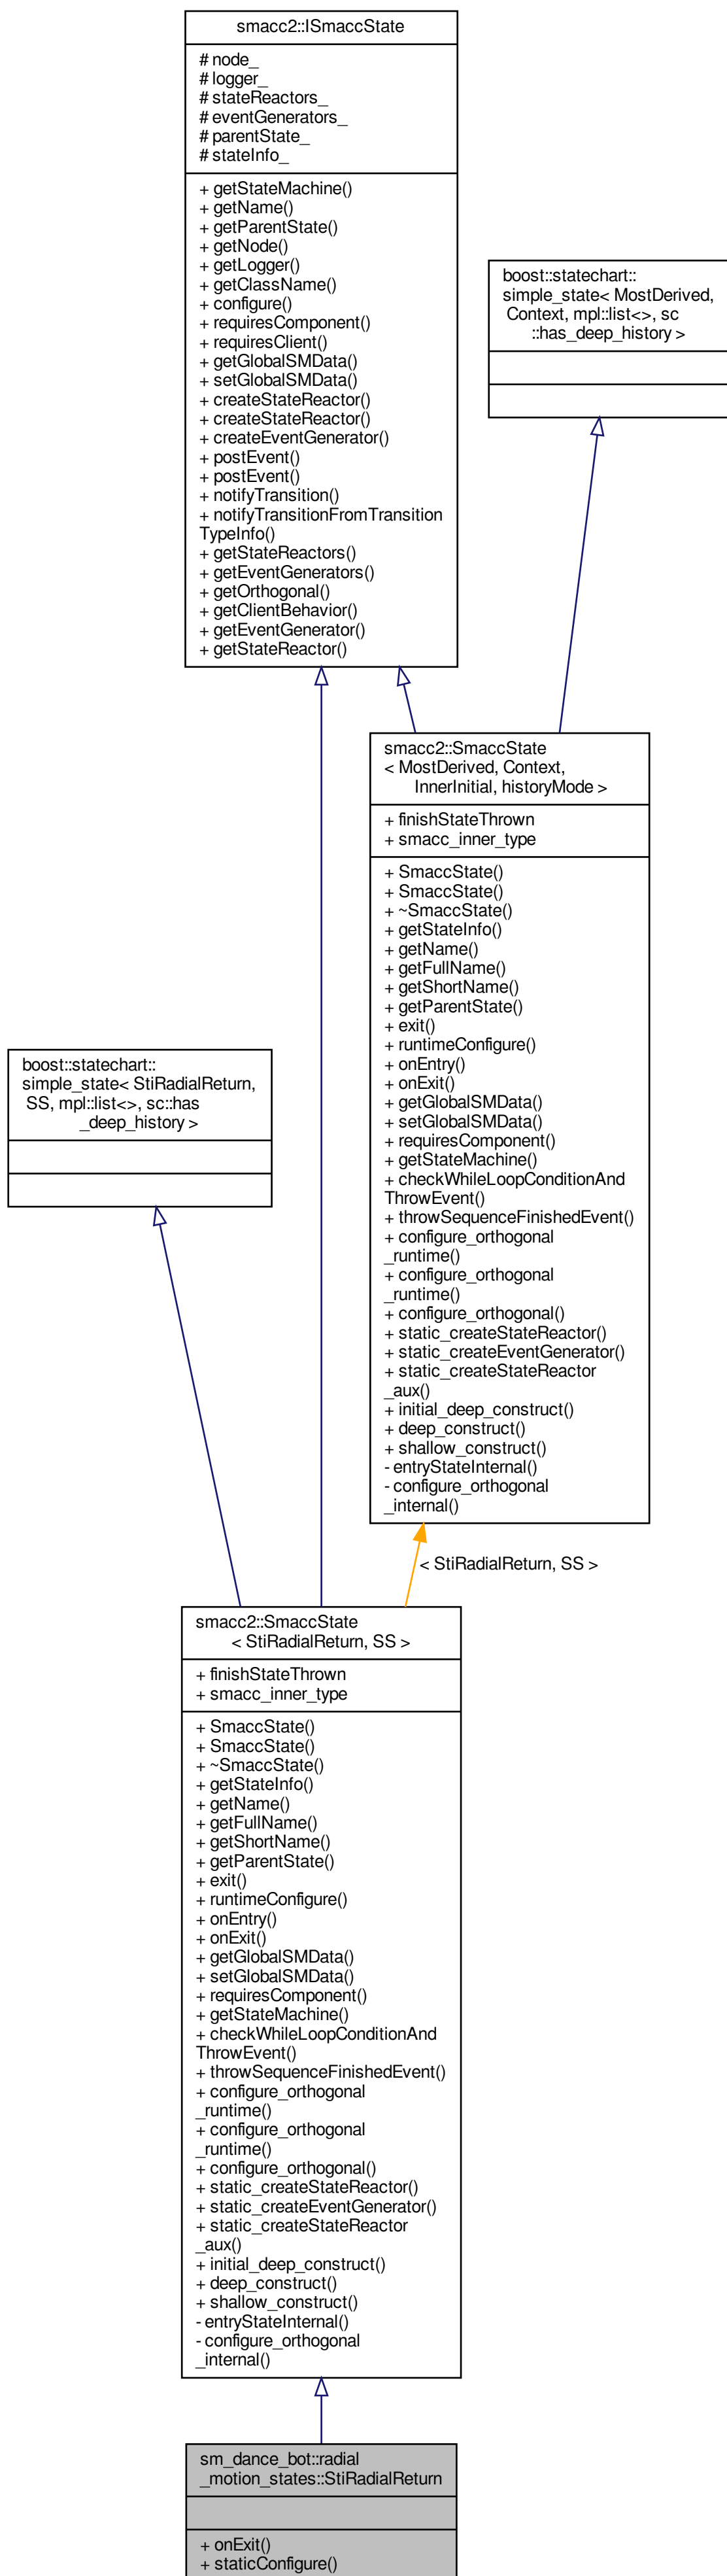 smacc2::ISmaccState
# node_
# logger_
# stateReactors_
# eventGenerators_
# parentState_
# stateInfo_
+ getStateMachine()
+ getName()
+ getParentState()
+ getNode()
+ getLogger()
+ getClassName()
+ configure()
+ requiresComponent()
+ requiresClient()
+ getGlobalSMData()
+ setGlobalSMData()
+ createStateReactor()
+ createStateReactor()
+ createEventGenerator()
+ postEvent()
+ postEvent()
+ notifyTransition()
+ notifyTransitionFromTransition
TypeInfo()
+ getStateReactors()
+ getEventGenerators()
+ getOrthogonal()
+ getClientBehavior()
+ getEventGenerator()
+ getStateReactor()
boost::statechart::
simple_state< MostDerived,
Context, mpl::list<>, sc
::has_deep_history >
smacc2::SmaccState
< MostDerived, Context,
InnerInitial, historyMode >
+ finishStateThrown
+ smacc_inner_type
+ SmaccState()
+ SmaccState()
+ ~SmaccState()
+ getStateInfo()
+ getName()
+ getFullName()
+ getShortName()
+ getParentState()
+ exit()
+ runtimeConfigure()
+ onEntry()
+ onExit()
+ getGlobalSMData()
+ setGlobalSMData()
+ requiresComponent()
+ getStateMachine()
+ checkWhileLoopConditionAnd
ThrowEvent()
+ throwSequenceFinishedEvent()
+ configure_orthogonal
_runtime()
+ configure_orthogonal
_runtime()
+ configure_orthogonal()
+ static_createStateReactor()
+ static_createEventGenerator()
+ static_createStateReactor
_aux()
+ initial_deep_construct()
+ deep_construct()
+ shallow_construct()
- entryStateInternal()
- configure_orthogonal
_internal()
boost::statechart::
simple_state< StiRadialReturn,
SS, mpl::list<>, sc::has
_deep_history >
< StiRadialReturn, SS >
smacc2::SmaccState
< StiRadialReturn, SS >
+ finishStateThrown
+ smacc_inner_type
+ SmaccState()
+ SmaccState()
+ ~SmaccState()
+ getStateInfo()
+ getName()
+ getFullName()
+ getShortName()
+ getParentState()
+ exit()
+ runtimeConfigure()
+ onEntry()
+ onExit()
+ getGlobalSMData()
+ setGlobalSMData()
+ requiresComponent()
+ getStateMachine()
+ checkWhileLoopConditionAnd
ThrowEvent()
+ throwSequenceFinishedEvent()
+ configure_orthogonal
_runtime()
+ configure_orthogonal
_runtime()
+ configure_orthogonal()
+ static_createStateReactor()
+ static_createEventGenerator()
+ static_createStateReactor
_aux()
+ initial_deep_construct()
+ deep_construct()
+ shallow_construct()
- entryStateInternal()
- configure_orthogonal
_internal()
sm_dance_bot::radial
_motion_states::StiRadialReturn
+ onExit()
+ staticConfigure()